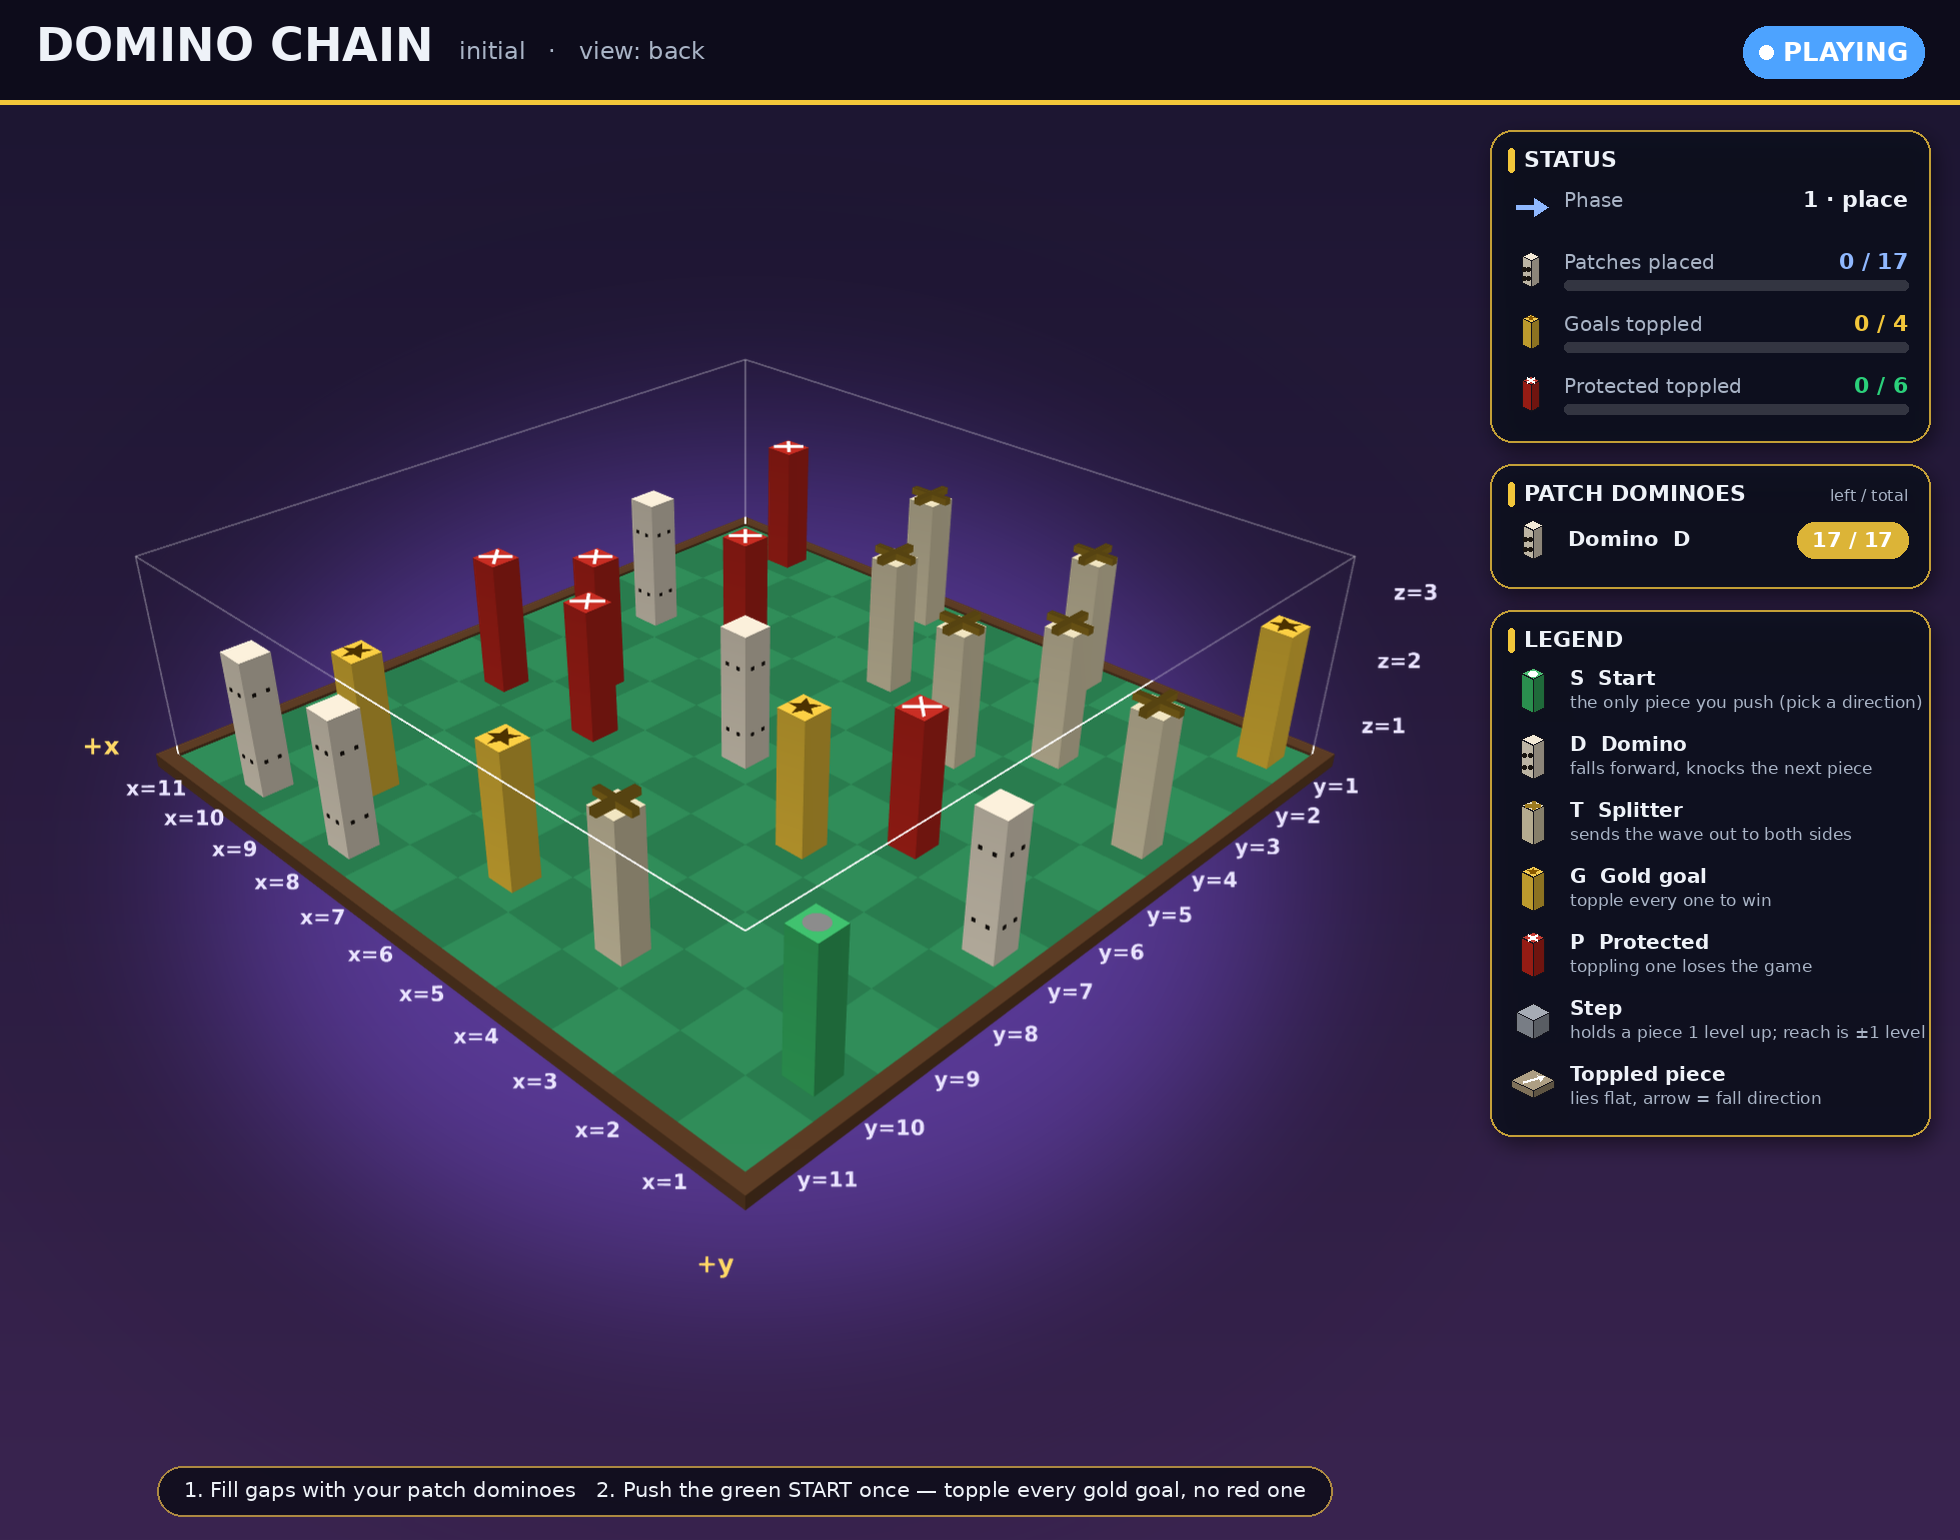 DOMINO CHAIN initial · view: back
PLAYING
STATUS
Phase 1 · place
Patches placed 0 / 17
Goals toppled 0 / 4
Protected toppled 0 / 6
PATCH DOMINOES left / total
Domino D 17 / 17
LEGEND
S Start
the only piece you push (pick a direction)
D Domino
falls forward, knocks the next piece
T Splitter
sends the wave out to both sides
G Gold goal
topple every one to win
P Protected
toppling one loses the game
Step
holds a piece 1 level up; reach is ±1 level
Toppled piece
lies flat, arrow = fall direction
z=3
z=2
z=1
+x
x=11
x=10
x=9
x=8
x=7
x=6
x=5
x=4
x=3
x=2
x=1
y=1
y=2
y=3
y=4
y=5
y=6
y=7
y=8
y=9
y=10
y=11
+y
1. Fill gaps with your patch dominoes 2. Push the green START once — topple every gold goal, no red one